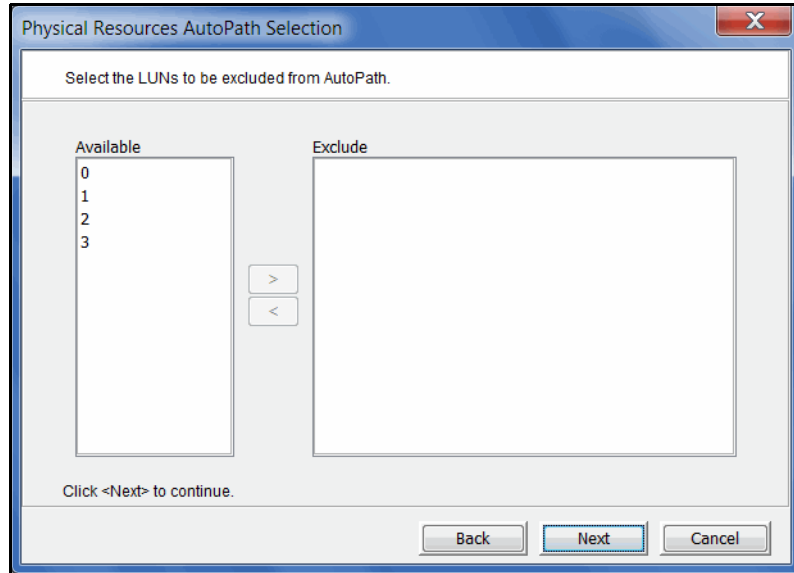 Physical Resources AutoPath Selection
X
Select the LUNs to be excluded from AutoPath.
Available
Exclude
0
1
2
3
>
<
Click <Next> to continue.
Back
Next
Cancel